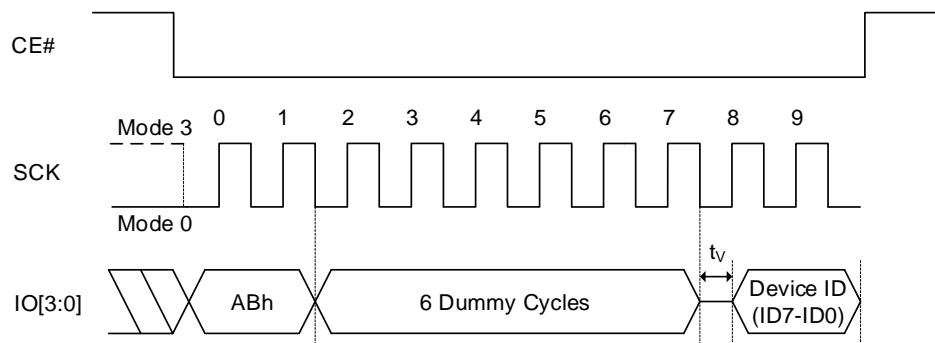 CE#
0 1 2 3 4 5 6 7 8 9
Mode 3
SCK
Mode 0
tV
IO[3:0]
ABh
6 Dummy Cycles
Device ID
(ID7-ID0)